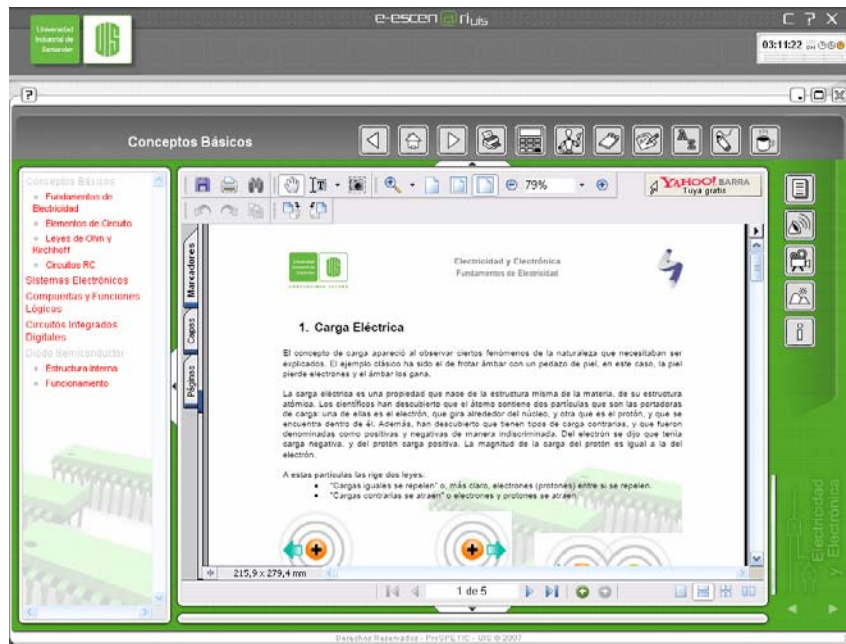 Universidad
Industrial de
Santander
UIS
e-escen@riUIS
C ? X
03:11:22
?
Conceptos Básicos
Conceptos Básicos
Fundamentos de
Electricidad
Elementos de Circuito
Leyes de Ohm y
Kirchhoff
Circuitos RC
Sistemas Electrónicos
Compuertas y Funciones
Lógicas
Circuitos Integrados
Digitales
Diodo Semiconductor
Estructura Interna
Funcionamiento
79%
YAHOO! BARRA
Tuya gratis
Marcadores
Capas
Páginas
Electricidad y Electrónica
Fundamentos de Electricidad
1. Carga Eléctrica
El concepto de carga apareció al observar ciertos fenómenos de la naturaleza que necesitaban ser
explicados. El ejemplo clásico ha sido el de frotar ámbar con un pedazo de piel, en este caso, la piel
pierde electrones y el ámbar los gana.
La carga eléctrica es una propiedad que nace de la estructura misma de la materia, de su estructura
atómica. Los científicos han descubierto que el átomo contiene dos partículas que son las portadoras
de carga: una de ellas es el electrón, que gira alrededor del núcleo, y otra que es el protón, y que se
encuentra dentro de él. Además, han descubierto que tienen tipos de carga contrarias, y que fueron
denominadas como positivas y negativas de manera indiscriminada. Del electrón se dijo que tenía
carga negativa, y del protón carga positiva. La magnitud de la carga del protón es igual a la del
electrón.
A estas partículas las rige dos leyes:
"Cargas iguales se repelen" o, más claro, electrones (protones) entre si se repelen.
"Cargas contrarias se atraen" o electrones y protones se atraen.
215,9 x 279,4 mm
1 de 5
Electricidad
y Electrónica
Derechos Reservados - ProSPETIC - UIS © 2007